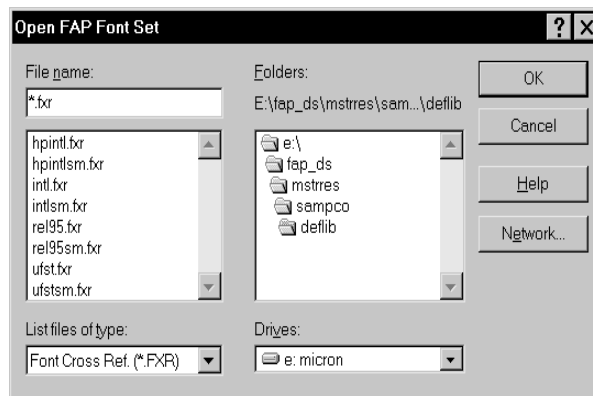 Open FAP Font Set
File name:
*.fxr
hpintl.fxr
hpintlsm.fxr
intl.fxr
intlsm.fxr
rel95.fxr
rel95sm.fxr
ufst.fxr
ufstsm.fxr
List files of type:
Font Cross Ref. (*.FXR)
Folders:
E:\fap_ds\mstrres\sam...\deflib
e:\
fap_ds
mstrres
sampco
deflib
Drives:
e: micron
OK
Cancel
Help
Network...